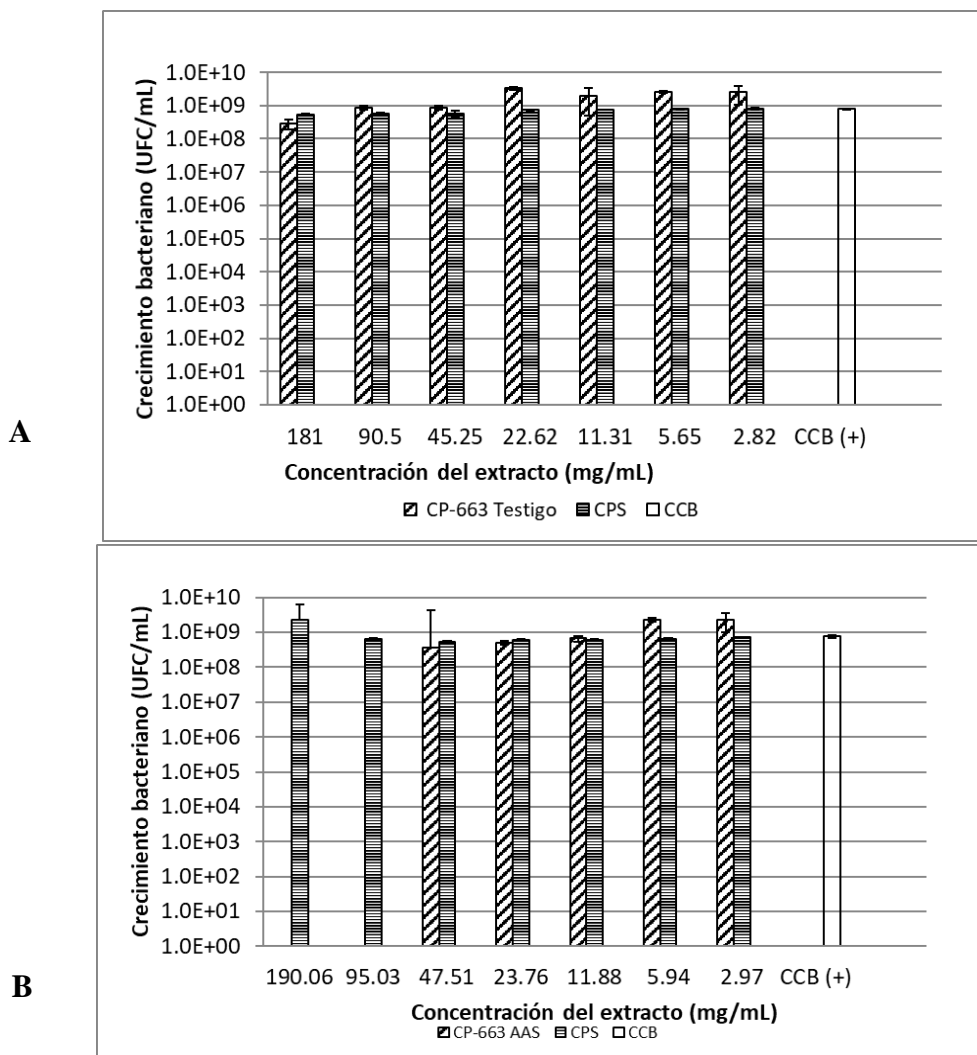 1.0E+10
1.0E+09
1.0E+08
1.0E+07
1.0E+06
1.0E+05
1.0E+04
1.0E+03
1.0E+02
1.0E+01
1.0E+00
Crecimiento bacteriano (UFC/mL)
181 90.5 45.25 22.62 11.31 5.65 2.82 CCB (+)
A
Concentración del extracto (mg/mL)
CP-663 Testigo CPS CCB
1.0E+10
1.0E+09
1.0E+08
1.0E+07
1.0E+06
1.0E+05
1.0E+04
1.0E+03
1.0E+02
1.0E+01
1.0E+00
Crecimiento bacteriano (UFC/mL)
190.06 95.03 47.51 23.76 11.88 5.94 2.97 CCB (+)
B
Concentración del extracto (mg/mL)
CP-663 AAS CPS CCB